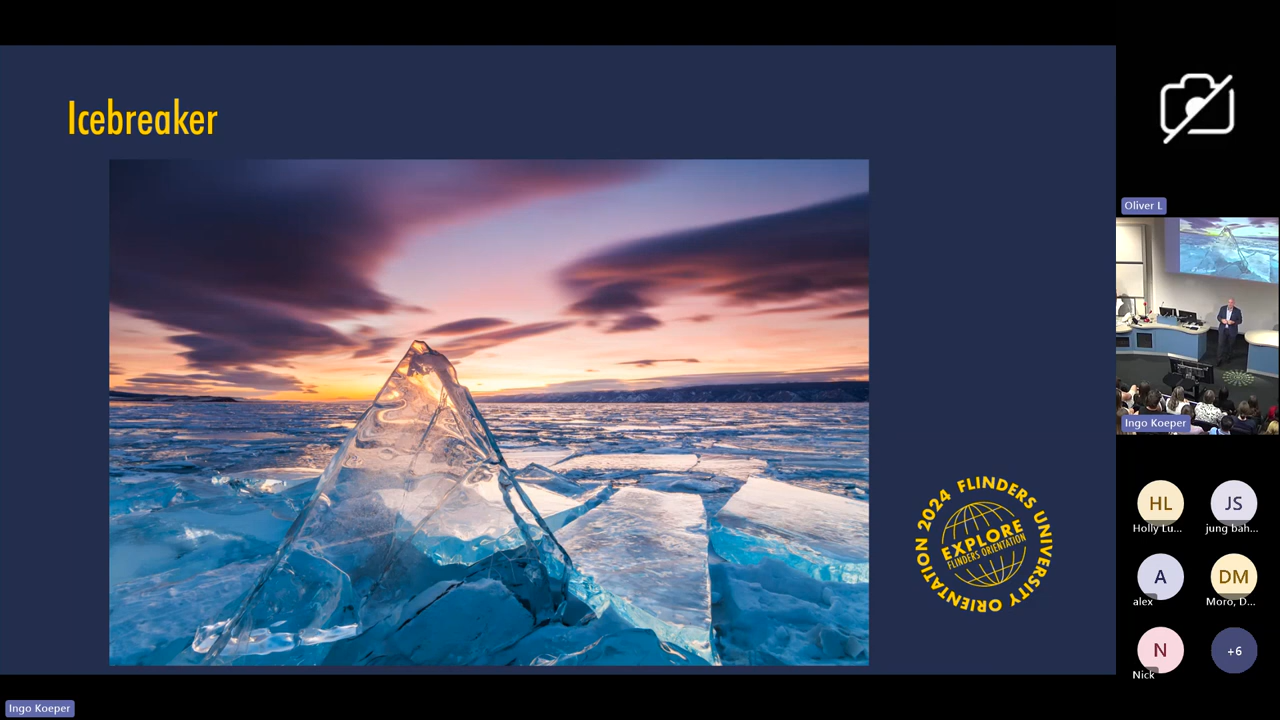 Icebreaker
2024 FLINDERS UNIVERSITY ORIENTATION
EXPLORE
FLINDERS ORIENTATION
Oliver L
Ingo Koeper
HL
Holly Lu...
JS
jung bah...
A
alex
DM
Moro, D...
N
Nick
+6
Ingo Koeper